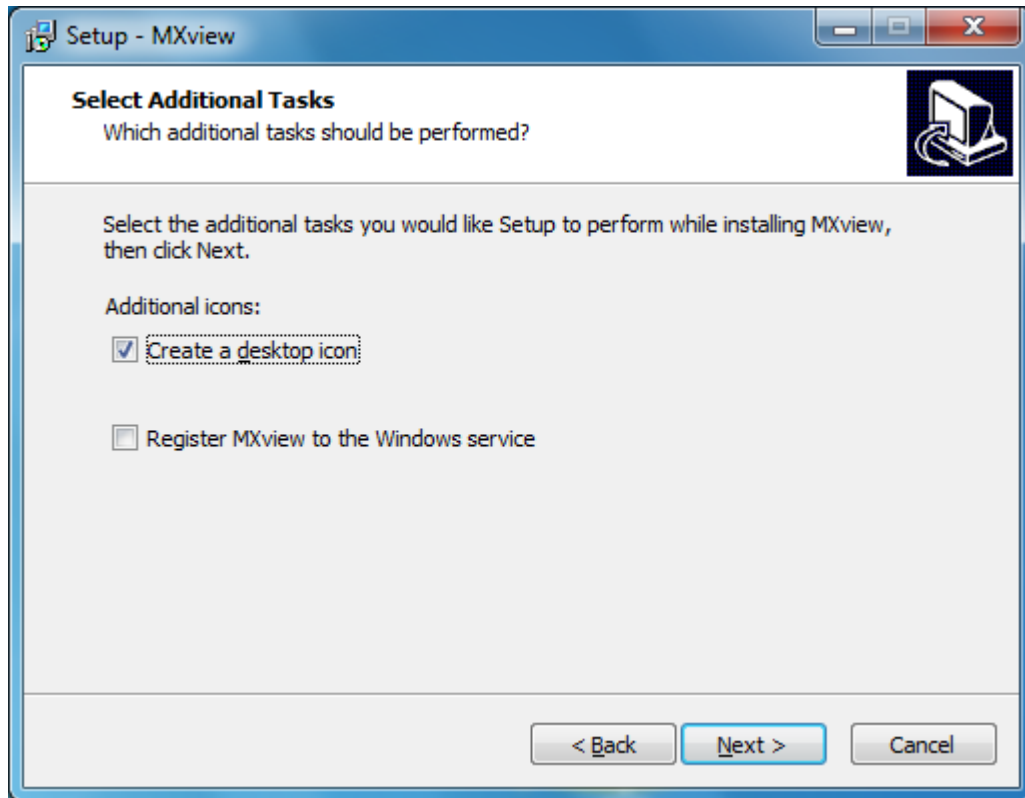 Setup - MXview
Select Additional Tasks
Which additional tasks should be performed?
Select the additional tasks you would like Setup to perform while installing MXview,
then click Next.
Additional icons:
Create a desktop icon
Register MXview to the Windows service
< Back
Next >
Cancel